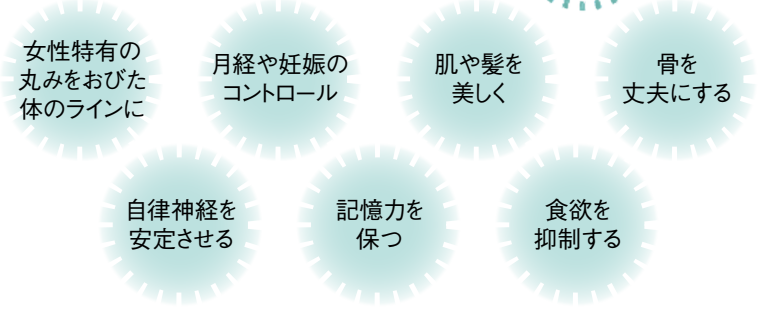 女性特有の
丸みをおびた
体のラインに
月経や妊娠の
コントロール
肌や髪を
美しく
骨を
丈夫にする
自律神経を
安定させる
記憶力を
保つ
食欲を
抑制する